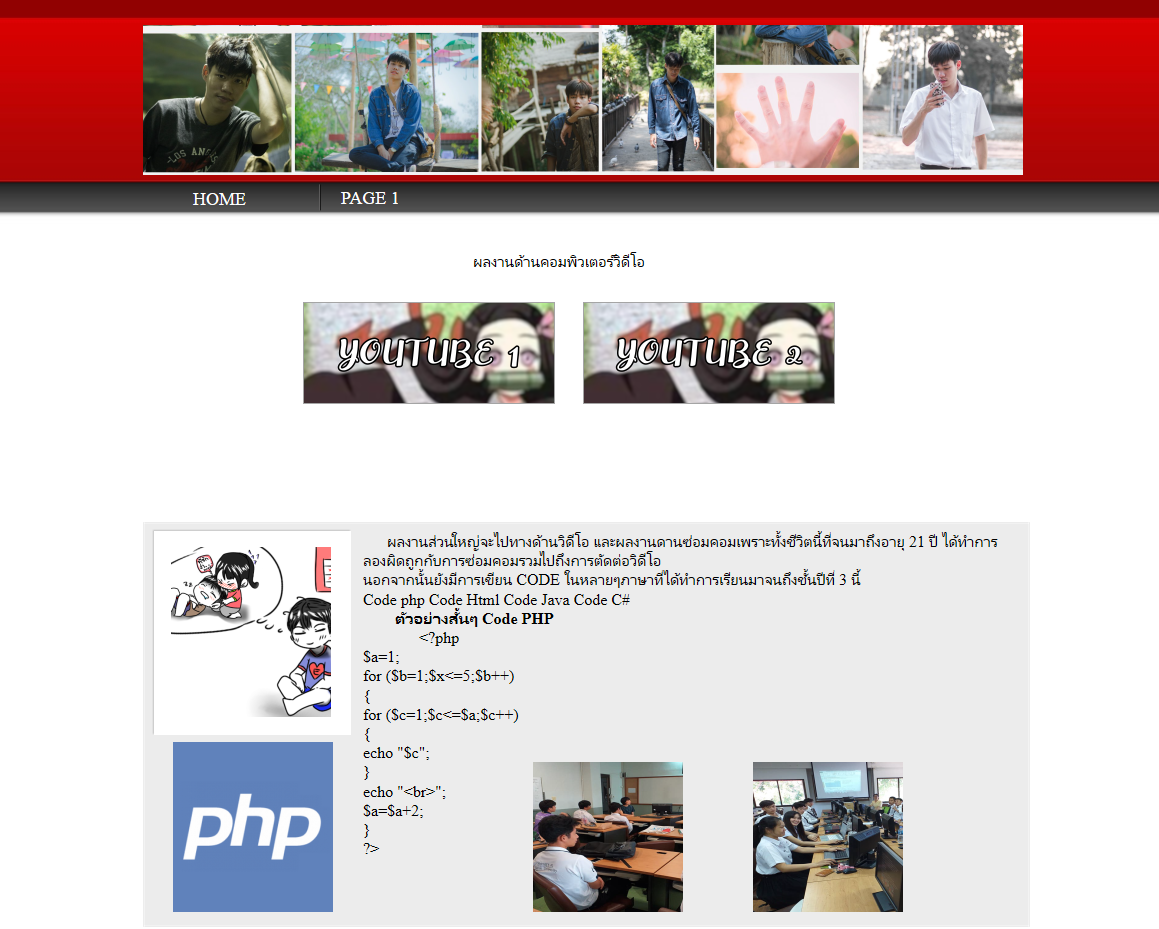 LOS ANGE
HOME
PAGE 1
ผลงานด้านคอมพิวเตอร์วิดีโอ
YOUTUBE 1
YOUTUBE 2
ผลงานส่วนใหญ่จะไปทางด้านวิดีโอ และผลงานดานซ่อมคอมเพราะทั้งชีวิตนี้ที่จนมาถึงอายุ 21 ปี ได้ทำการ
ลองผิดถูกกับการซ่อมคอมรวมไปถึงการตัดต่อวิดีโอ
นอกจากนั้นยังมีการเขียน CODE ในหลายๆภาษาที่ได้ทำการเรียนมาจนถึงชั้นปีที่ 3 นี้
Code php Code Html Code Java Code C#
ตัวอย่างสั้นๆ Code PHP
<?php
$a=1;
for ($b=1;$x<=5;$b++)
{
for ($c=1;$c<=$a;$c++)
{
echo "$c";
}
echo "<br>";
$a=$a+2;
}
?>
php